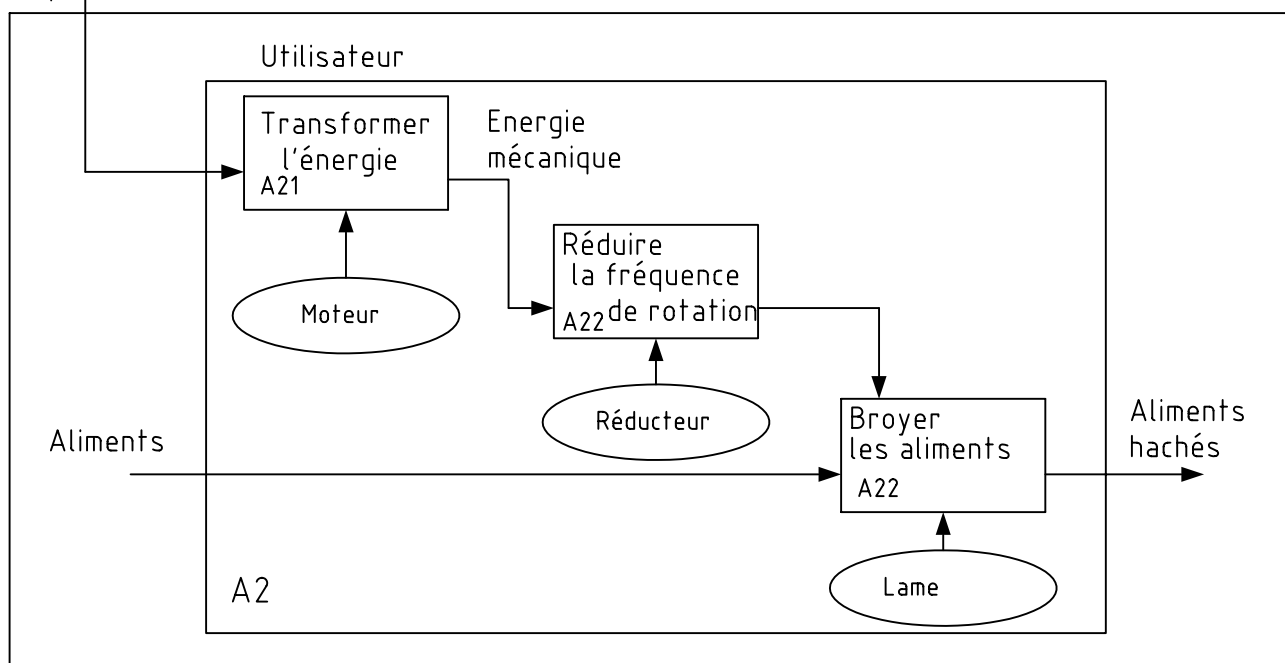 Utilisateur
Transformer
l'énergie
A21
Energie
mécanique
Moteur
Réduire
la fréquence
de rotation
A22
Réducteur
Aliments
Broyer
les aliments
A22
Aliments
hachés
Lame
A2